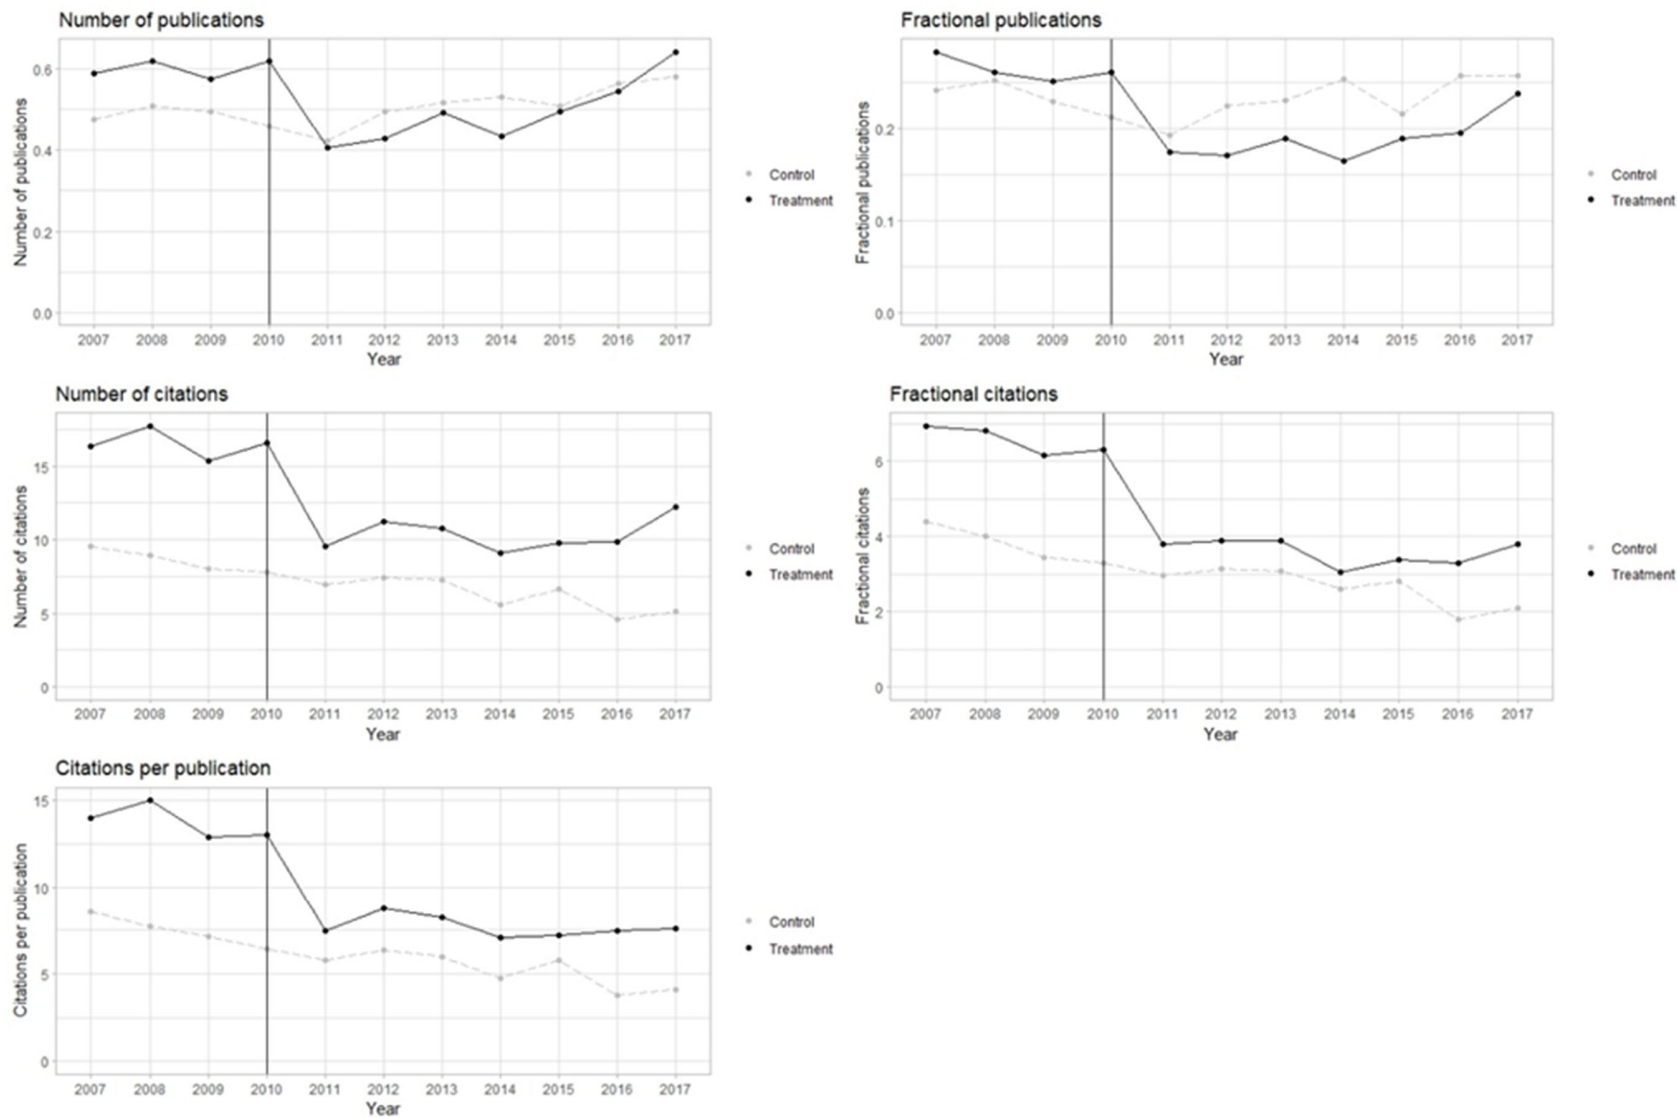 Number of publications
Number of publications
0.6
0.4
0.2
0.0
2007 2008 2009 2010 2011 2012 2013 2014 2015 2016 2017
Year
Control
Treatment
Fractional publications
Fractional publications
0.2
0.1
0.0
2007 2008 2009 2010 2011 2012 2013 2014 2015 2016 2017
Year
Control
Treatment
Number of citations
Number of citations
15
10
5
0
2007 2008 2009 2010 2011 2012 2013 2014 2015 2016 2017
Year
Control
Treatment
Fractional citations
Fractional citations
6
4
2
0
2007 2008 2009 2010 2011 2012 2013 2014 2015 2016 2017
Year
Control
Treatment
Citations per publication
Citations per publication
15
10
5
0
2007 2008 2009 2010 2011 2012 2013 2014 2015 2016 2017
Year
Control
Treatment